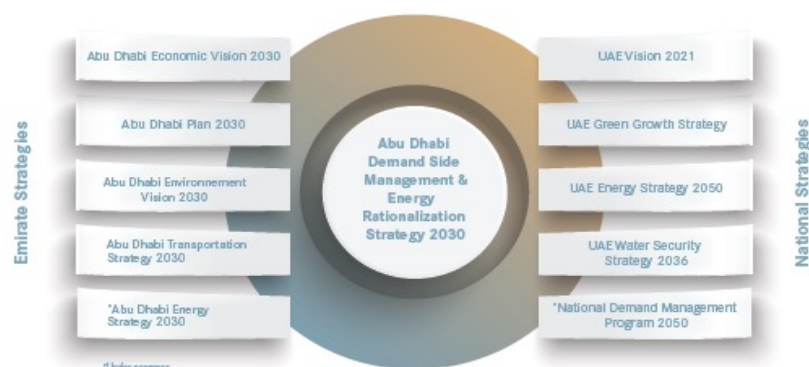 Emirate Strategies
Abu Dhabi Economic Vision 2030
Abu Dhabi Plan 2030
Abu Dhabi Environnement
Vision 2030
Abu Dhabi Transportation
Strategy 2030
*Abu Dhabi Energy
Strategy 2030
Abu Dhabi
Demand Side
Management &
Energy
Rationalization
Strategy 2030
UAE Vision 2021
UAE Green Growth Strategy
UAE Energy Strategy 2050
UAE Water Security
Strategy 2036
*National Demand Management
Program 2050
National Strategies